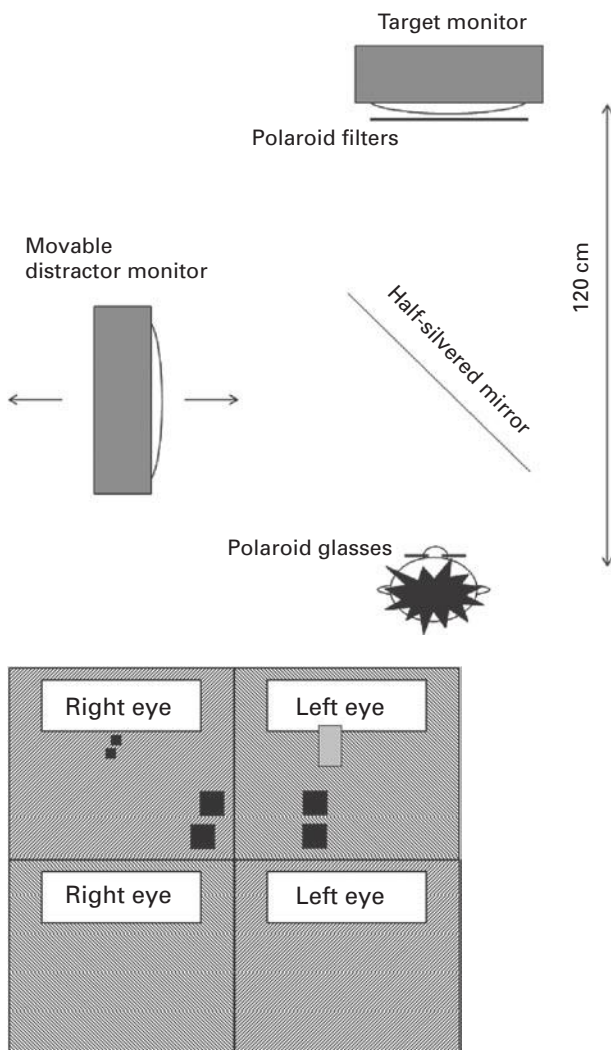 Target monitor
Polaroid filters
Movable
distractor monitor
120 cm
Half-silvered mirror
Polaroid glasses
Right eye
Left eye
Right eye
Left eye